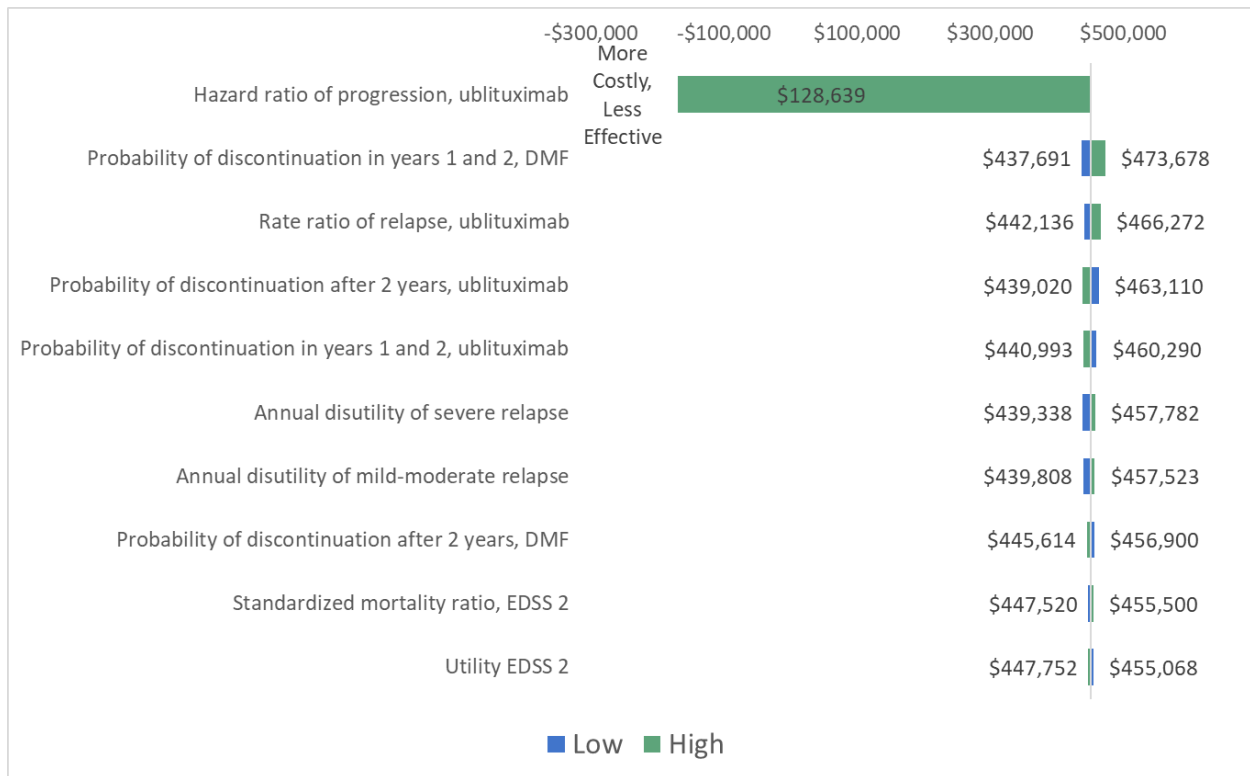 -$300,000 -$100,000 $100,000 $300,000 $500,000
More
Costly,
Less
Effective
Hazard ratio of progression, ublituximab $128,639
Probability of discontinuation in years 1 and 2, DMF $437,691 $473,678
Rate ratio of relapse, ublituximab $442,136 $466,272
Probability of discontinuation after 2 years, ublituximab $439,020 $463,110
Probability of discontinuation in years 1 and 2, ublituximab $440,993 $460,290
Annual disutility of severe relapse $439,338 $457,782
Annual disutility of mild-moderate relapse $439,808 $457,523
Probability of discontinuation after 2 years, DMF $445,614 $456,900
Standardized mortality ratio, EDSS 2 $447,520 $455,500
Utility EDSS 2 $447,752 $455,068
Low High